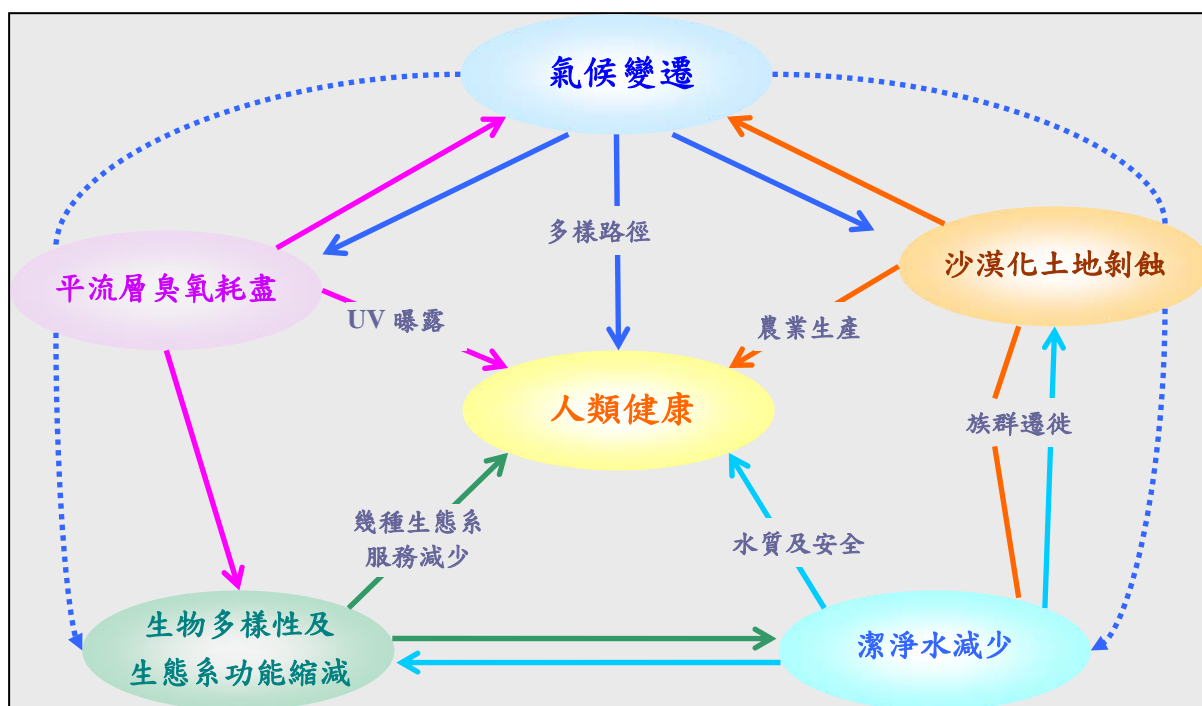 氣候變遷
多樣路徑
沙漠化土地剝蝕
平流層臭氧耗盡
UV 曝露
農業生產
人類健康
族群遷徙
幾種生態系
服務減少
水質及安全
生物多樣性及
生態系功能縮減
潔淨水減少